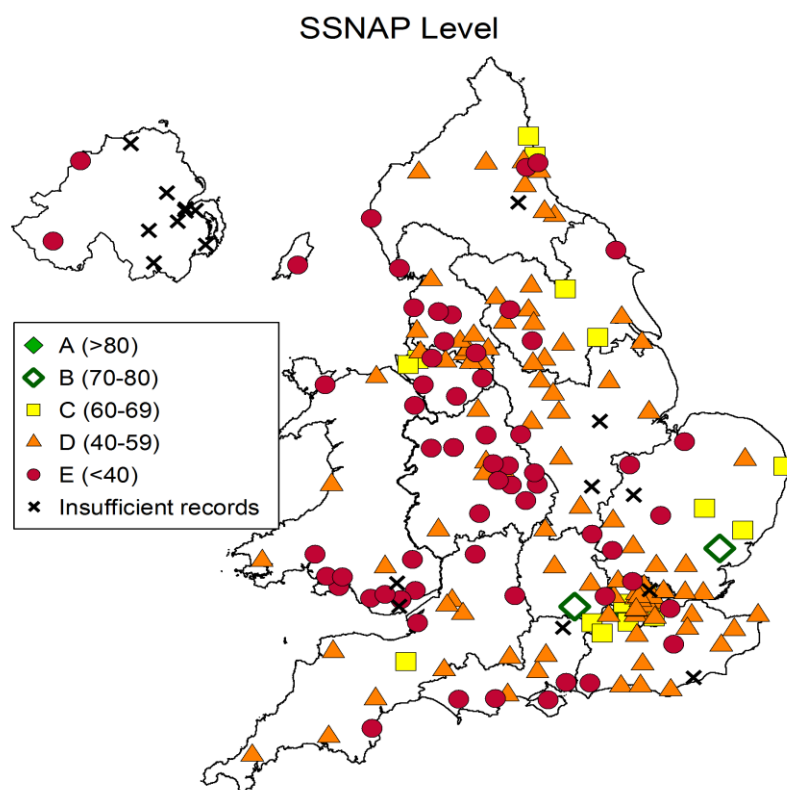 SSNAP Level
A (>80)
B (70-80)
C (60-69)
D (40-59)
E (<40)
Insufficient records